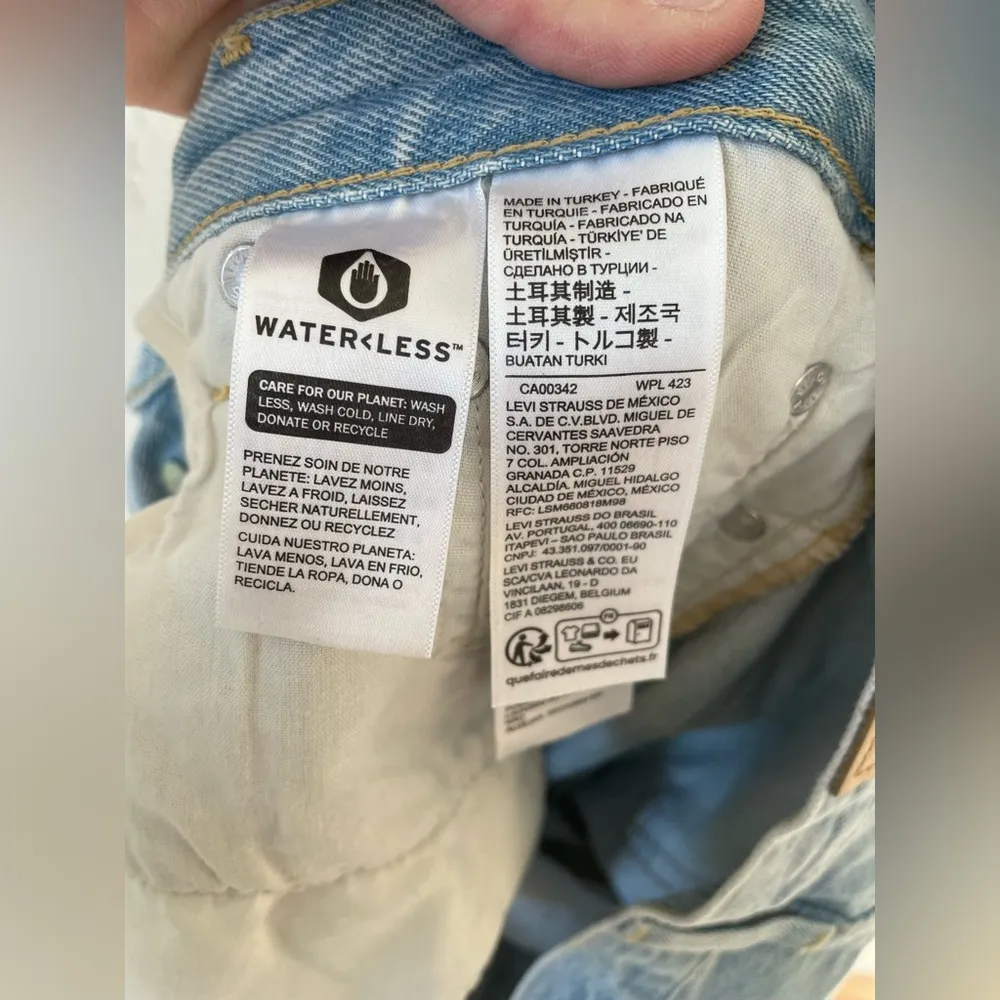 WATER<LESS™
CARE FOR OUR PLANET: WASH
LESS, WASH COLD, LINE DRY,
DONATE OR RECYCLE
PRENEZ SOIN DE NOTRE
PLANETE: LAVEZ MOINS,
LAVEZ A FROID, LAISSEZ
SECHER NATURELLEMENT,
DONNEZ OU RECYCLEZ
CUIDA NUESTRO PLANETA:
LAVA MENOS, LAVA EN FRIO,
TIENDE LA ROPA, DONA O
RECICLA.
MADE IN TURKEY - FABRIQUÉ
EN TURQUIE - FABRICADO EN
TURQUÍA - FABRICADO NA
TURQUÍA - TÜRKİYE' DE
ÜRETİLMİŞTİR -
СДЕЛАНО В ТУРЦИИ -
土耳其制造 -
土耳其製 - 제조국
터키 - トルコ製 -
BUATAN TURKI
CA00342 WPL 423
LEVI STRAUSS DE MÉXICO
S.A. DE C.V.BLVD. MIGUEL DE
CERVANTES SAAVEDRA
NO. 301, TORRE NORTE PISO
7 COL. AMPLIACIÓN
GRANADA C.P. 11529
ALCALDÍA. MIGUEL HIDALGO
CIUDAD DE MÉXICO, MÉXICO
RFC: LSM660818M98
LEVI STRAUSS DO BRASIL
AV. PORTUGAL, 400 06690-110
ITAPEVI – SAO PAULO BRASIL
CNPJ: 43.351.097/0001-90
LEVI STRAUSS & CO. EU
SCA/CVA LEONARDO DA
VINCILAAN, 19 - D
1831 DIEGEM, BELGIUM
CIF A 08298606
FR
quefairedemesdechets.fr